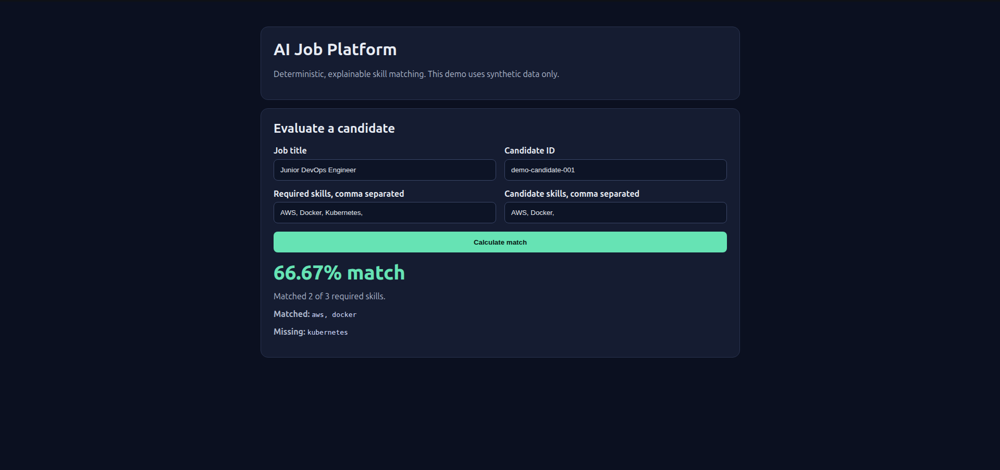 AI Job Platform
Deterministic, explainable skill matching. This demo uses synthetic data only.
Evaluate a candidate
Job title
Candidate ID
Junior DevOps Engineer
demo-candidate-001
Required skills, comma separated
Candidate skills, comma separated
AWS, Docker, Kubernetes,
AWS, Docker,
Calculate match
66.67% match
Matched 2 of 3 required skills.
Matched: aws, docker
Missing: kubernetes